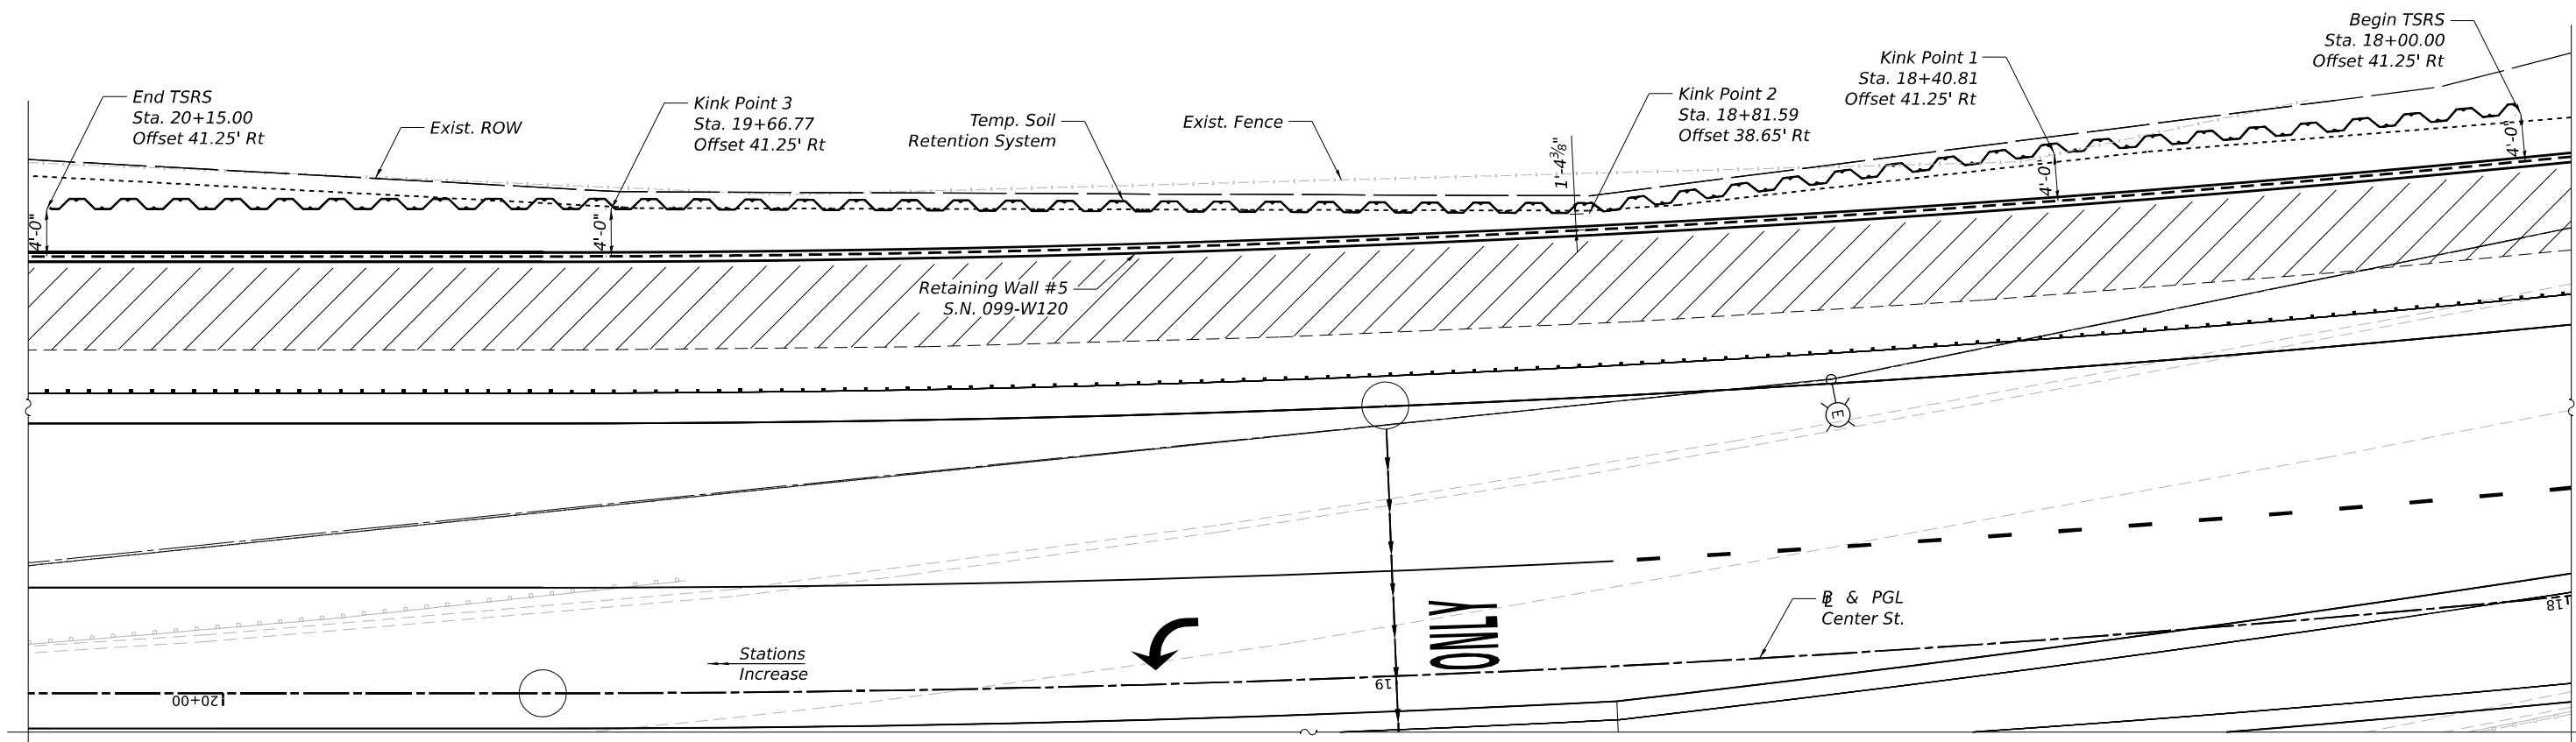 End TSRS
Sta. 20+15.00
Offset 41.25' Rt
Exist. ROW
Kink Point 3
Sta. 19+66.77
Offset 41.25' Rt
Temp. Soil
Retention System
Exist. Fence
Kink Point 2
Sta. 18+81.59
Offset 38.65' Rt
Kink Point 1
Sta. 18+40.81
Offset 41.25' Rt
Begin TSRS
Sta. 18+00.00
Offset 41.25' Rt
4'-0"
4'-0"
1'-4⅜"
4'-0"
4'-0"
Retaining Wall #5
S.N. 099-W120
E
ONLY
Stations
Increase
℄ & PGL
Center St.
20+00
19
18